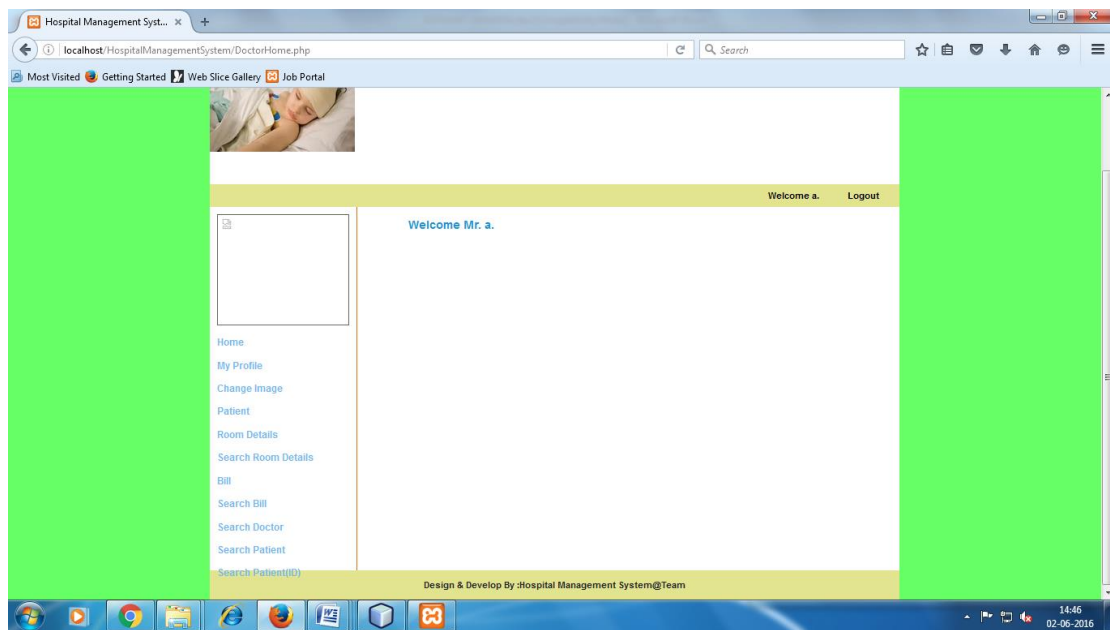 Hospital Management Syst...
localhost/HospitalManagementSystem/DoctorHome.php
Search
Most Visited Getting Started Web Slice Gallery Job Portal
Welcome a. Logout
Welcome Mr. a.
Home
My Profile
Change Image
Patient
Room Details
Search Room Details
Bill
Search Bill
Search Doctor
Search Patient
Search Patient(ID)
Design & Develop By :Hospital Management System@Team
14:46
02-06-2016